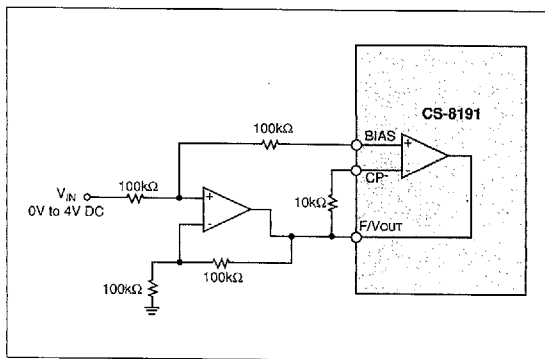 CS-8191
100kΩ
BIAS
+
VIN
0V to 4V DC
100kΩ
+
-
10kΩ
CP-
+
-
F/VOUT
100kΩ
100kΩ